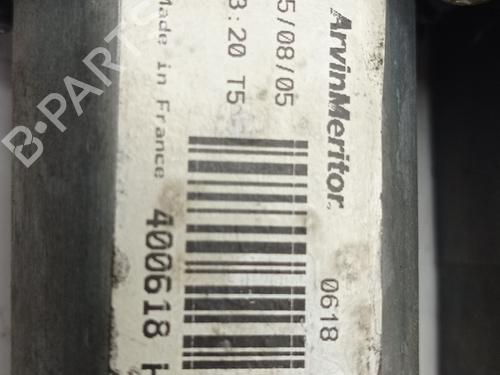 ArvinMeritor.
0618
5/08/05
3:20 T5
Made in France 400618 H
B-PARTS